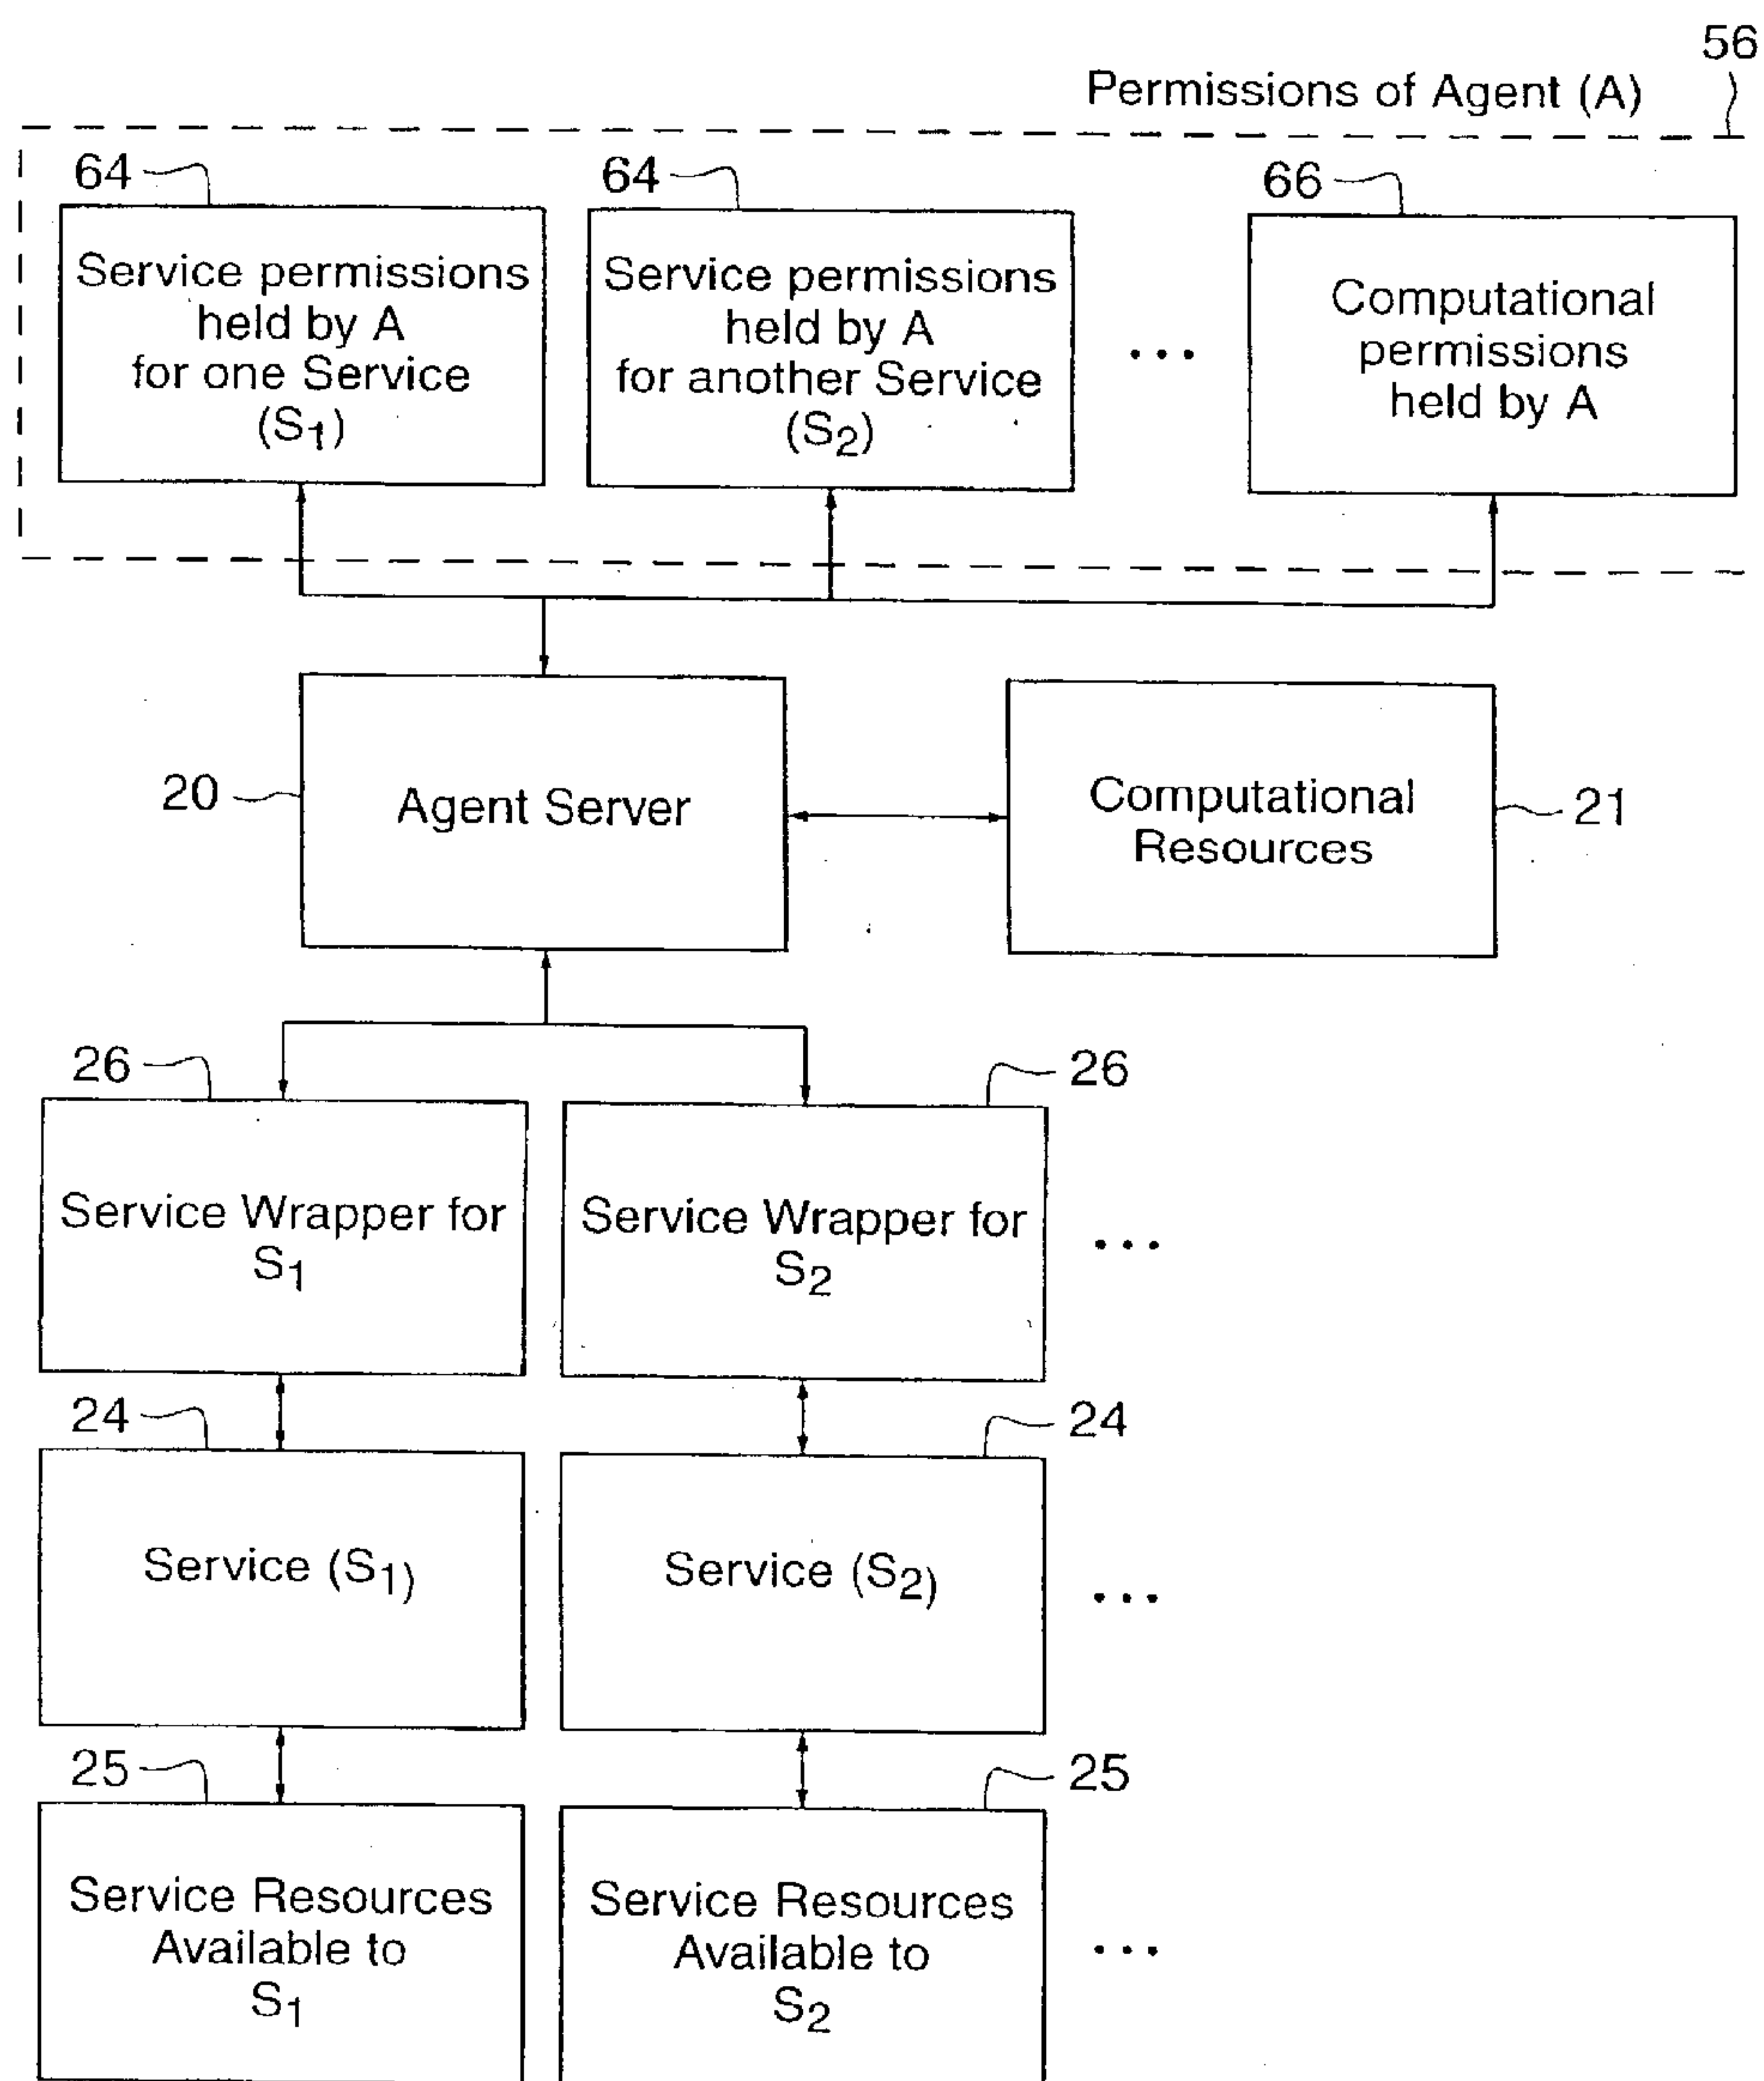 56
Permissions of Agent (A)
64
64
66
Service permissions
held by A
for one Service
(S1)
Service permissions
held by A
for another Service
(S2)
...
Computational
permissions
held by A
20
Agent Server
Computational
Resources
21
26
26
Service Wrapper for
S1
Service Wrapper for
S2
...
24
24
Service (S1)
Service (S2)
...
25
25
Service Resources
Available to
S1
Service Resources
Available to
S2
...